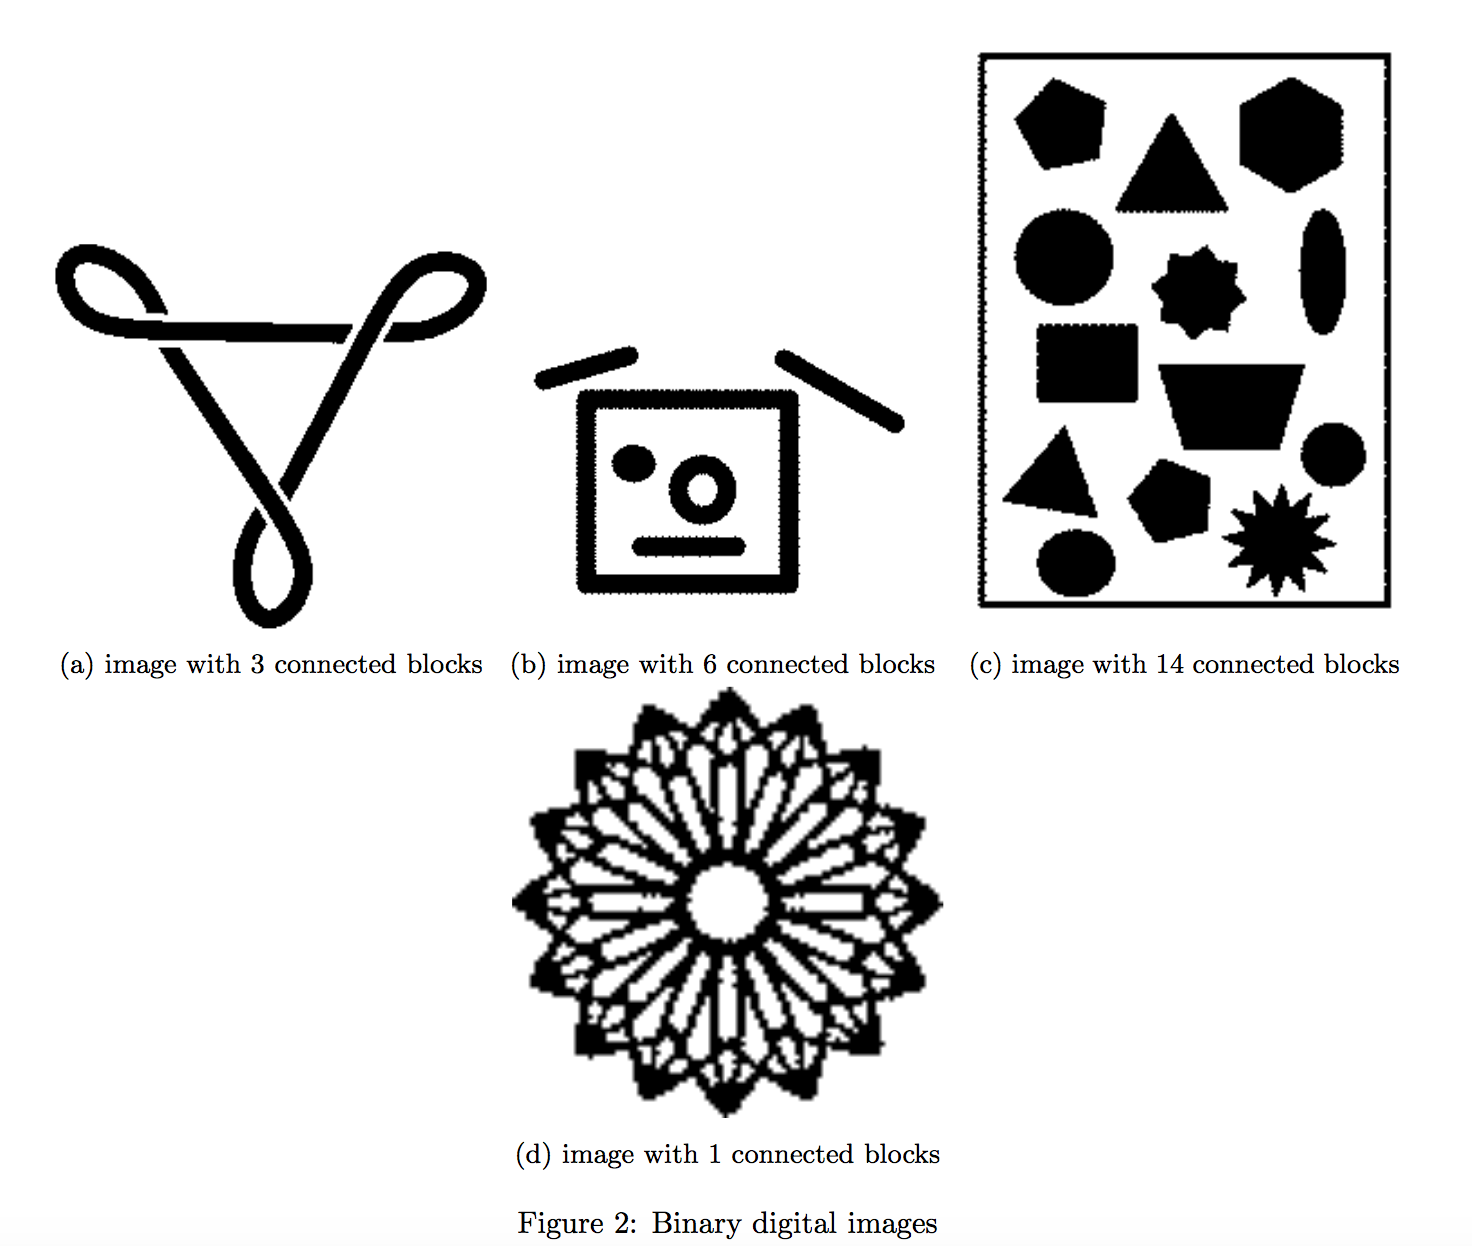 (a) image with 3 connected blocks
(b) image with 6 connected blocks
(c) image with 14 connected blocks
(d) image with 1 connected blocks
Figure 2: Binary digital images